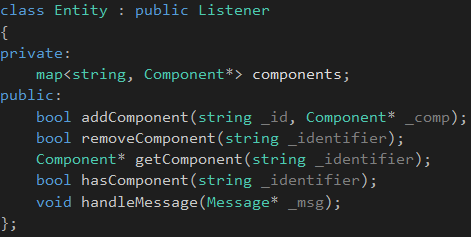 class Entity : public Listener
{
private:
    map<string, Component*> components;
public:
    bool addComponent(string _id, Component* _comp);
    bool removeComponent(string _identifier);
    Component* getComponent(string _identifier);
    bool hasComponent(string _identifier);
    void handleMessage(Message* _msg);
};